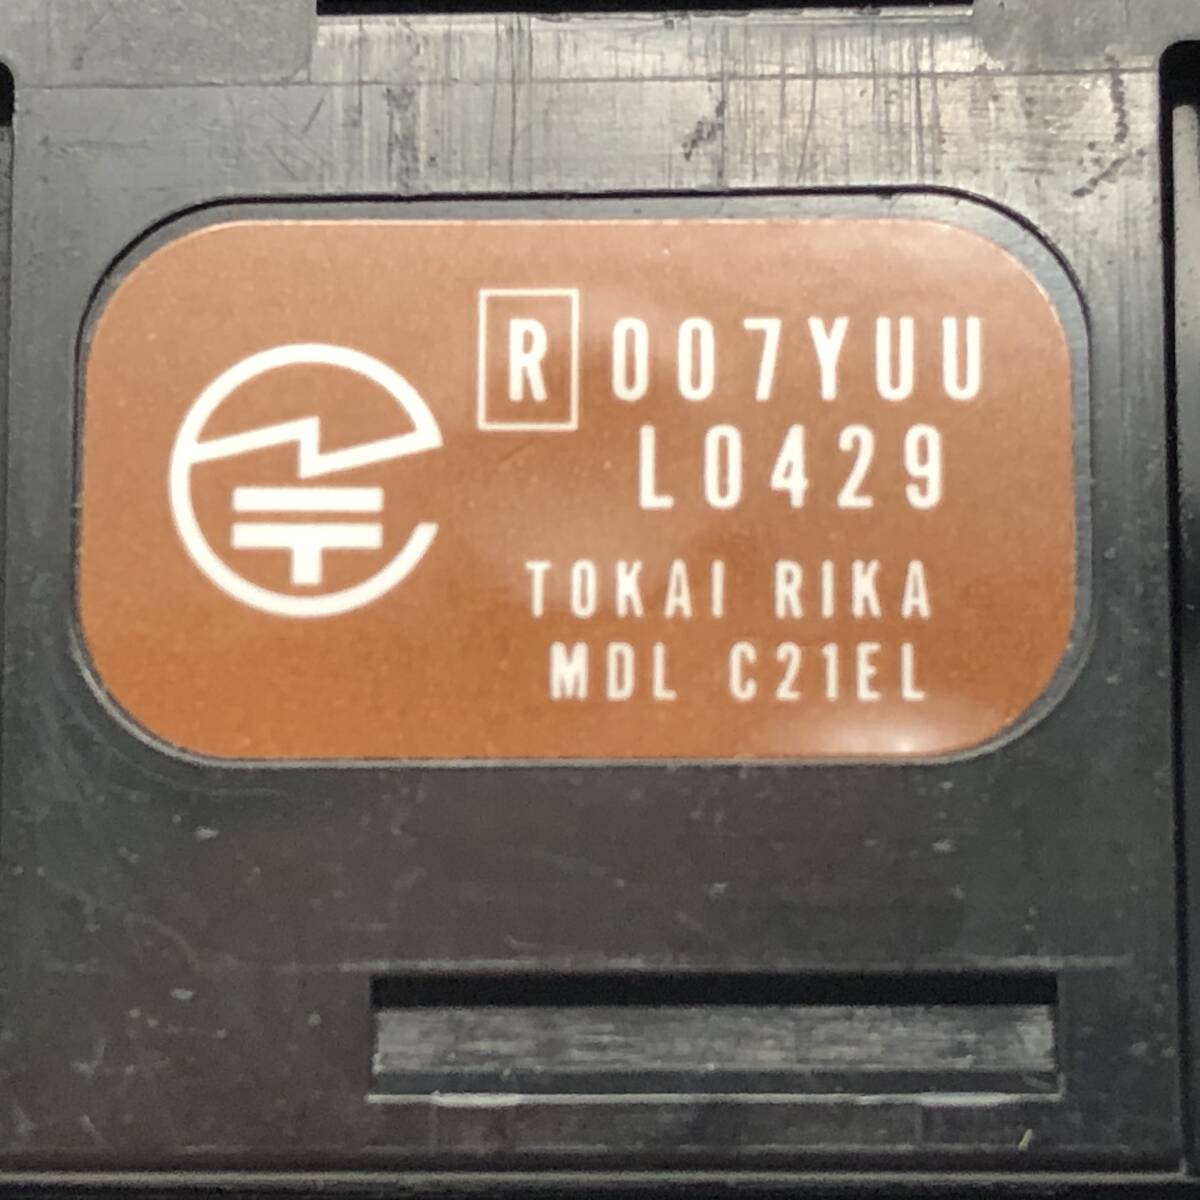 R 007YUU
L0429
TOKAI RIKA
MDL C21EL